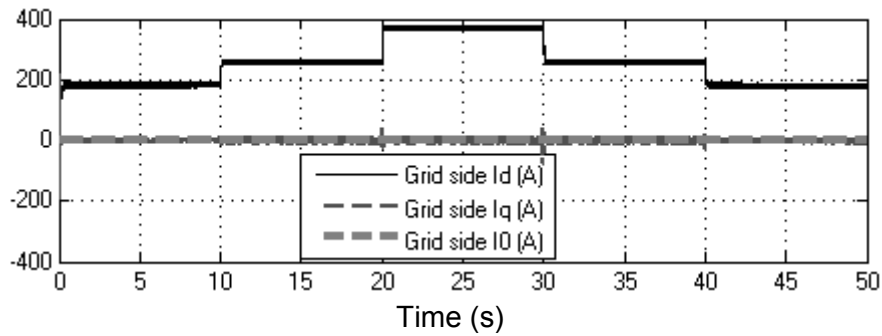 400
200
0
-200
-400
Grid side Id (A)
Grid side Iq (A)
Grid side I0 (A)
0 5 10 15 20 25 30 35 40 45 50
Time (s)